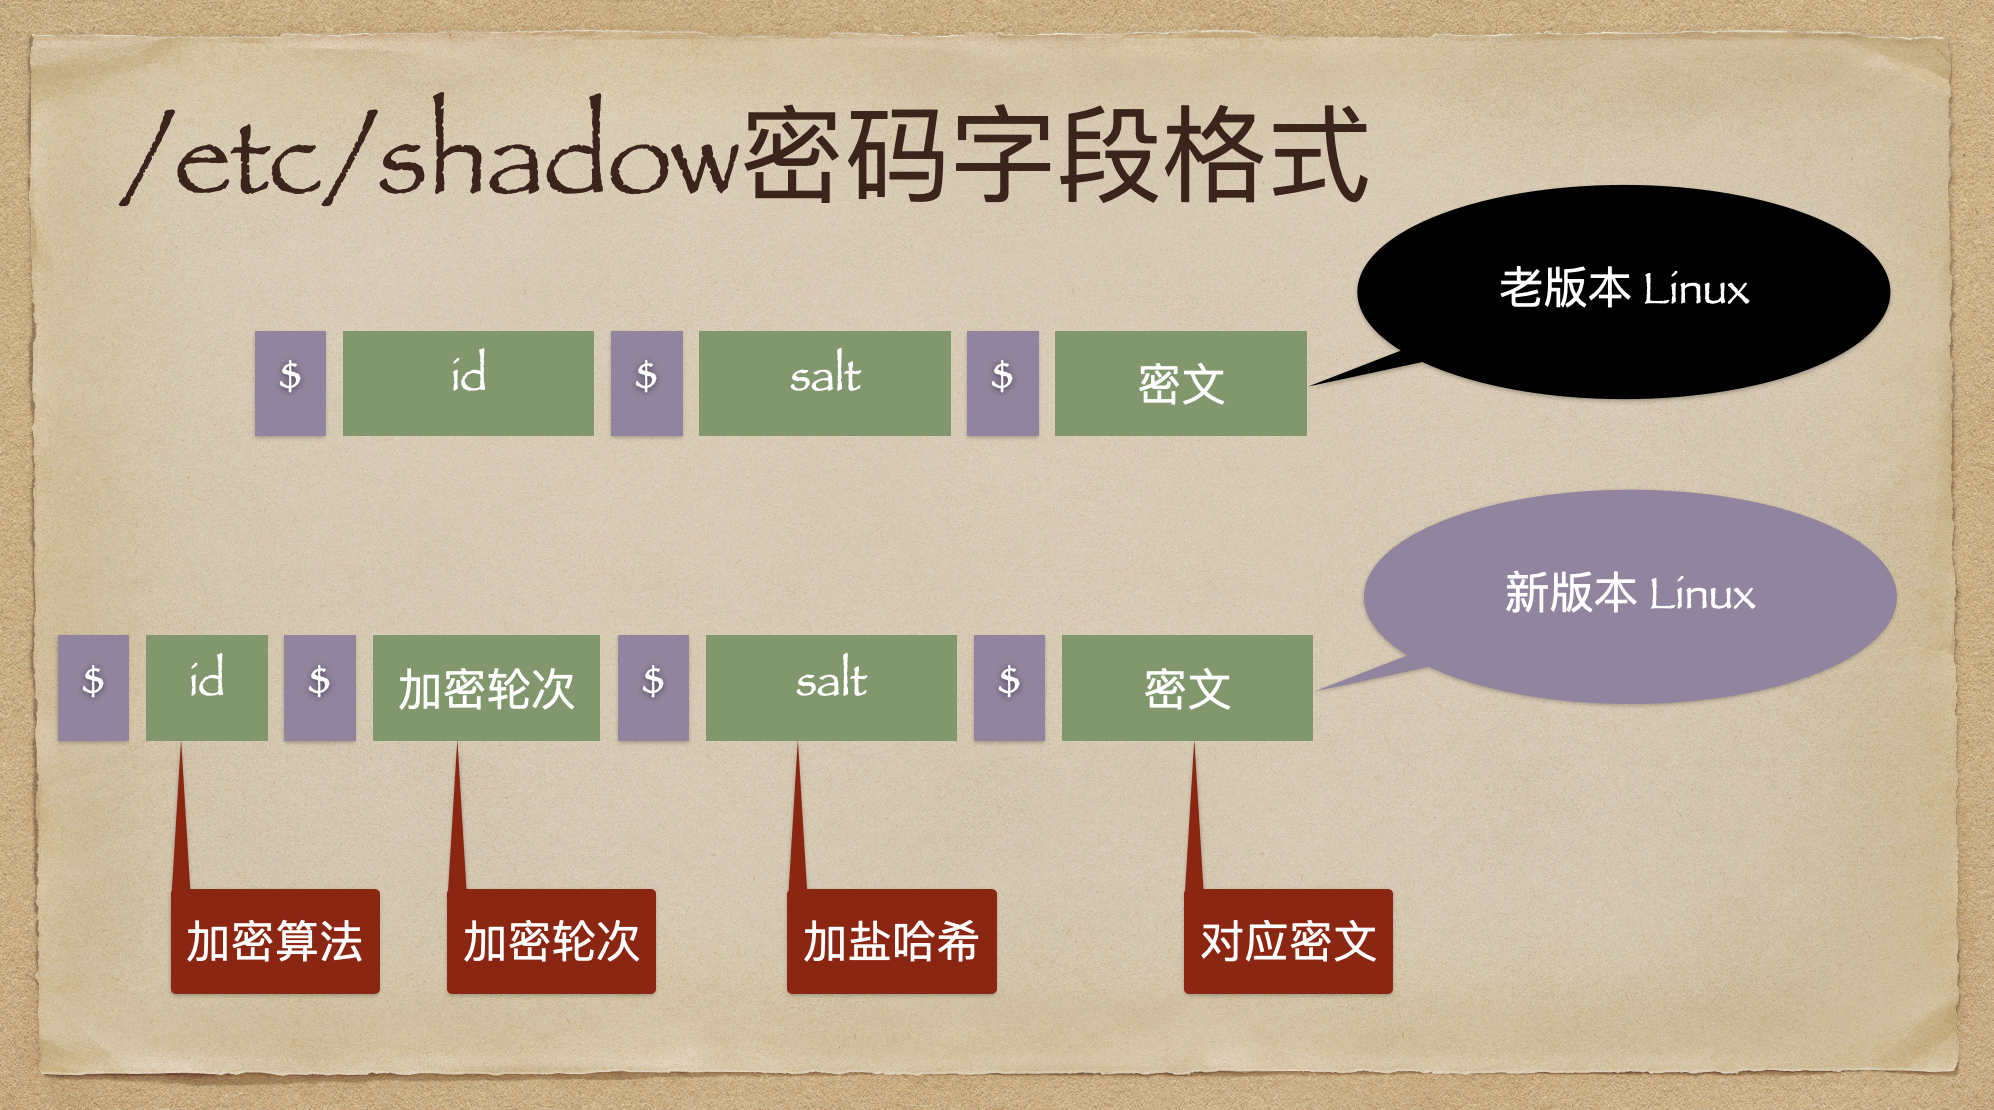 /etc/shadow密码字段格式
老版本 Linux
$ id $ salt $ 密文
新版本 Linux
$ id $ 加密轮次 $ salt $ 密文
加密算法 加密轮次 加盐哈希 对应密文